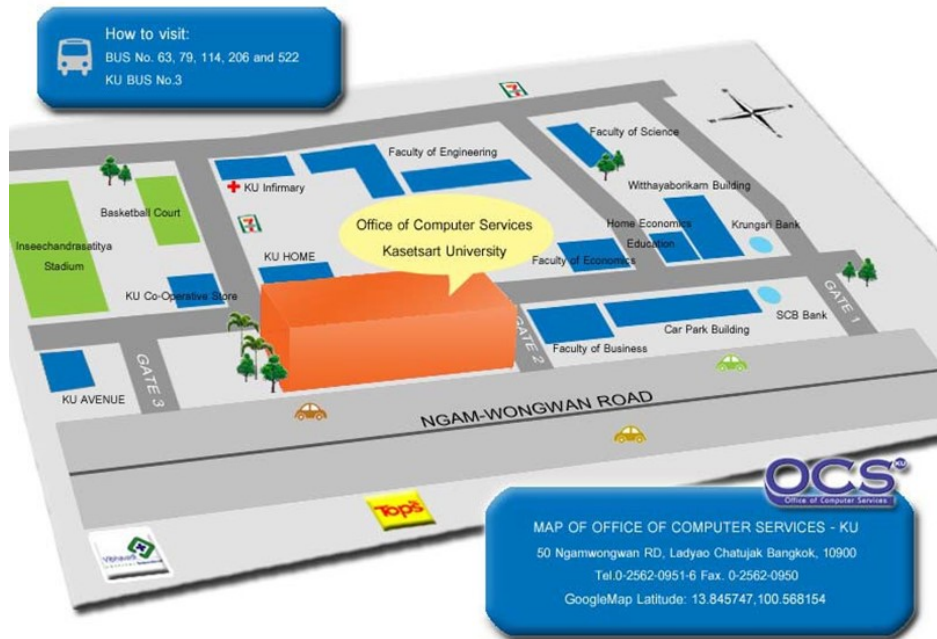 How to visit:
BUS No. 63, 79, 114, 206 and 522
KU BUS No.3
7
Faculty of Science
Faculty of Engineering
KU Infirmary
Witthayaborikam Building
Basketball Court
7
Office of Computer Services
Kasetsart University
Home Economics
Education
Krungsri Bank
Inseechandrasatitya
Stadium
KU HOME
Faculty of Economics
KU Co-Operative Store
SCB Bank
GATE 1
Car Park Building
GATE 2
Faculty of Business
GATE 3
KU AVENUE
NGAM-WONGWAN ROAD
OCS KU
Office of Computer Services
Tops
MAP OF OFFICE OF COMPUTER SERVICES - KU
50 Ngamwongwan RD, Ladyao Chatujak Bangkok, 10900
Tel.0-2562-0951-6 Fax. 0-2562-0950
GoogleMap Latitude: 13.845747,100.568154